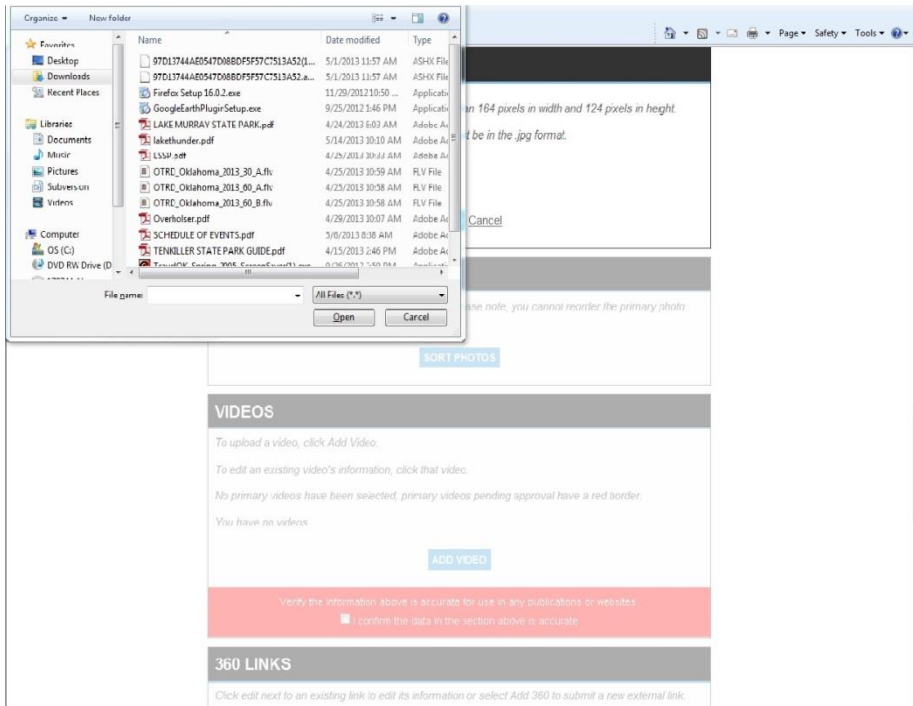 Organize New folder
Page Safety Tools
Favorites
Desktop
Downloads
Recent Places
Libraries
Documents
Music
Pictures
Subversion
Videos
Computer
OS (C:)
DVD RW Drive (D
Name Date modified Type
97D13744AE0547D08BDF5F57C7513A52(1... 5/1/2013 11:57 AM ASHX File
97D13744AE0547D08BDF5F57C7513A52.a... 5/1/2013 11:57 AM ASHX File
Firefox Setup 16.0.2.exe 11/29/2012 10:50 ... Applicati
GoogleEarthPluginSetup.exe 9/25/2012 1:46 PM Applicati
LAKE MURRAY STATE PARK.pdf 4/24/2013 6:03 AM Adobe Ac
lakethunder.pdf 5/14/2013 10:10 AM Adobe Ac
LSSP.pdf 4/25/2013 10:33 AM Adobe Ac
OTRD_Oklahoma_2013_30_A.flv 4/25/2013 10:59 AM FLV File
OTRD_Oklahoma_2013_60_A.flv 4/25/2013 10:58 AM FLV File
OTRD_Oklahoma_2013_60_B.flv 4/25/2013 10:58 AM FLV File
Overholser.pdf 4/29/2013 10:07 AM Adobe Ac
SCHEDULE OF EVENTS.pdf 5/8/2013 8:38 AM Adobe Ac
TENKILLER STATE PARK GUIDE.pdf 4/15/2013 2:46 PM Adobe Ac
File name: All Files (*.*)
Open Cancel
an 164 pixels in width and 124 pixels in height.
st be in the .jpg format.
Cancel
ase note, you cannot reorder the primary photo.
SORT PHOTOS
VIDEOS
To upload a video, click Add Video.
To edit an existing video's information, click that video.
No primary videos have been selected, primary videos pending approval have a red border.
You have no videos
ADD VIDEO
Verify the information above is accurate for use in any publications or websites
I confirm the data in the section above is accurate
360 LINKS
Click edit next to an existing link to edit its information or select Add 360 to submit a new external link.